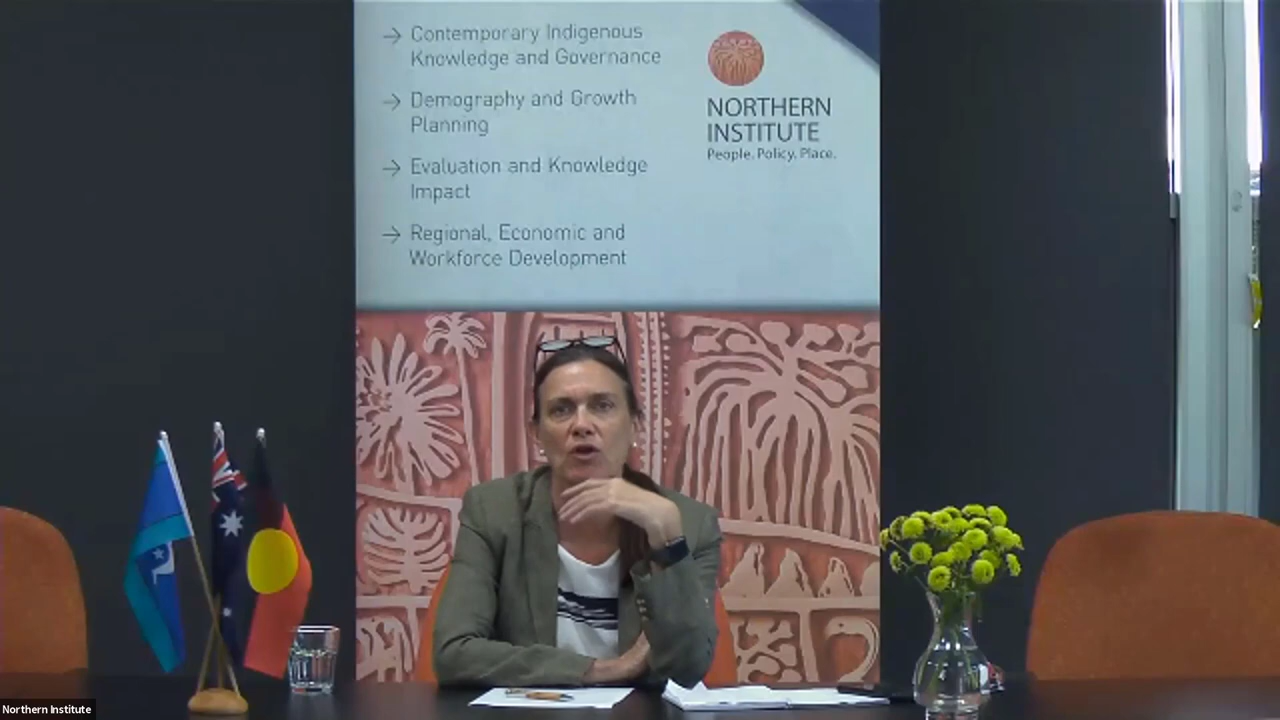 → Contemporary Indigenous
Knowledge and Governance
→ Demography and Growth
Planning
→ Evaluation and Knowledge
Impact
→ Regional, Economic and
Workforce Development
NORTHERN
INSTITUTE
People. Policy. Place.
Northern Institute